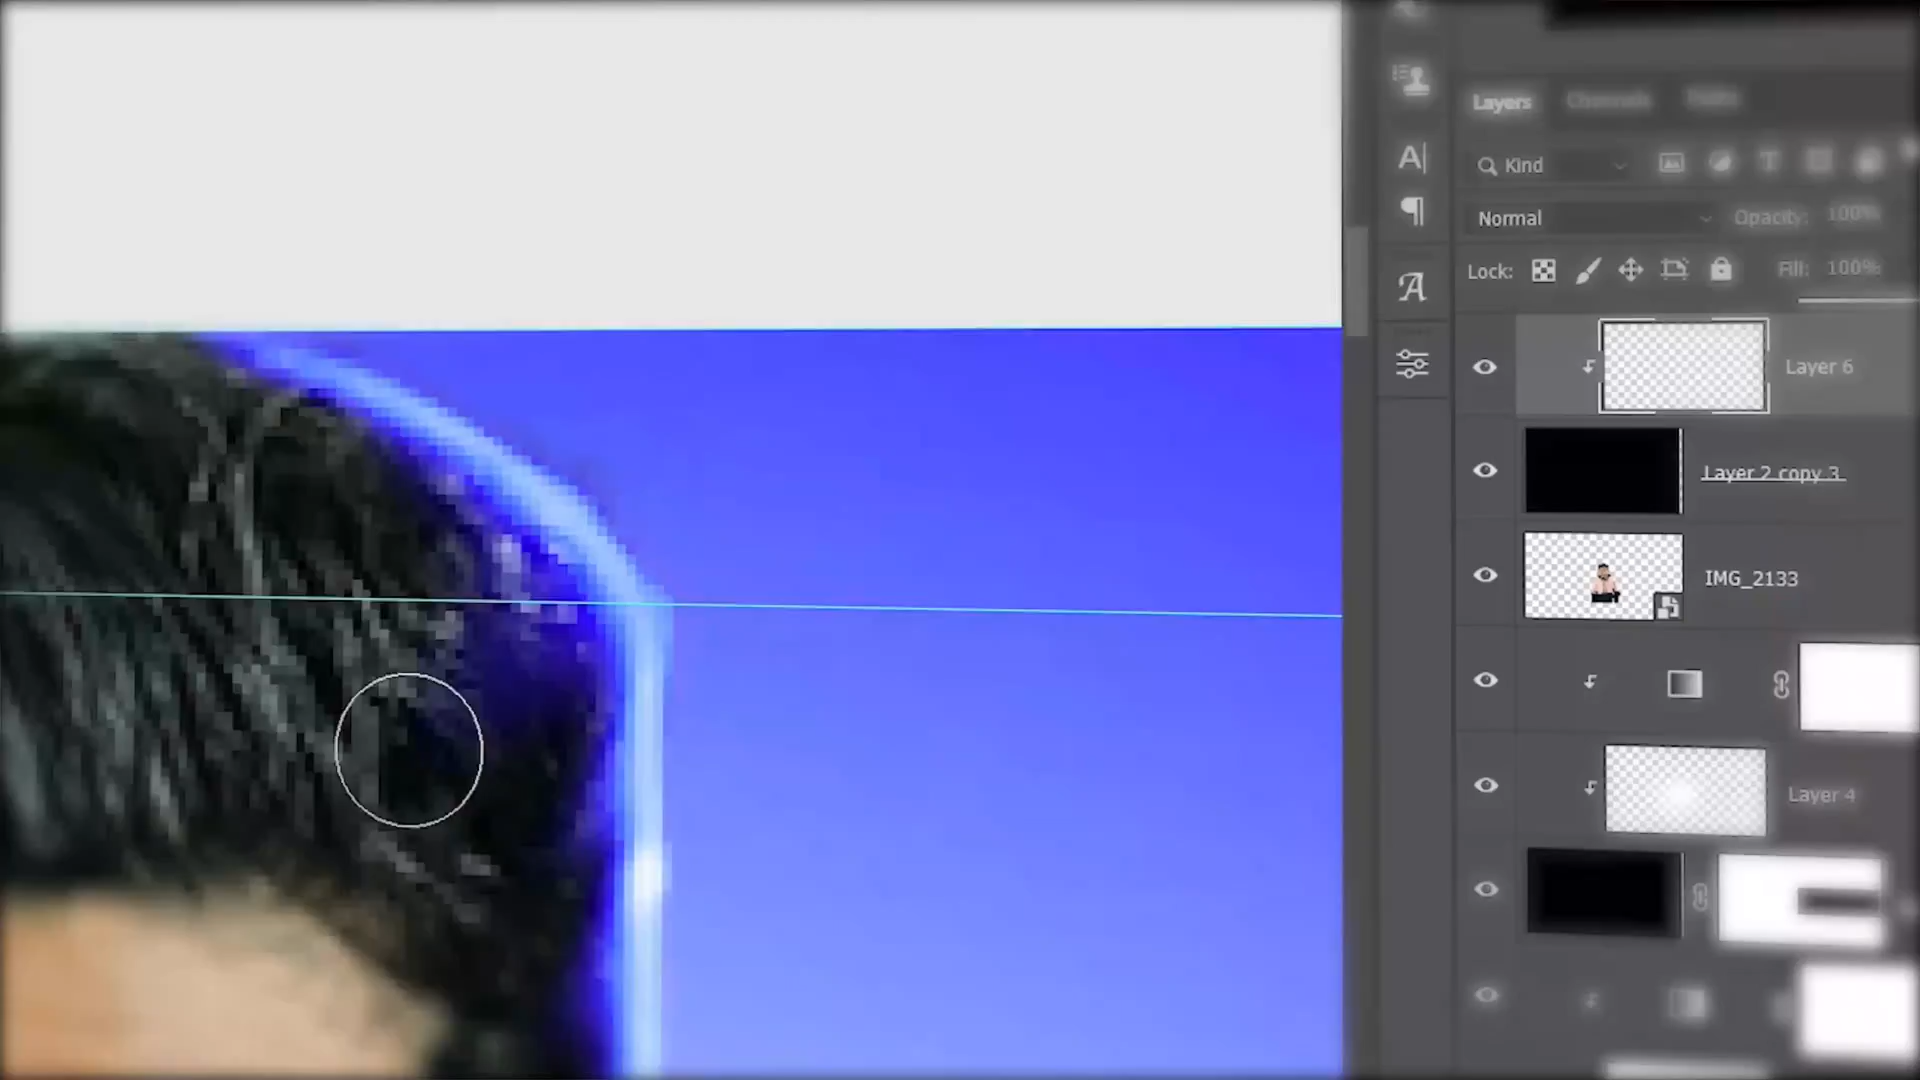 Layers Channels Paths
Kind
Normal Opacity: 100%
Lock: Fill: 100%
Layer 6
Layer 2 copy 3
IMG_2133
Layer 4